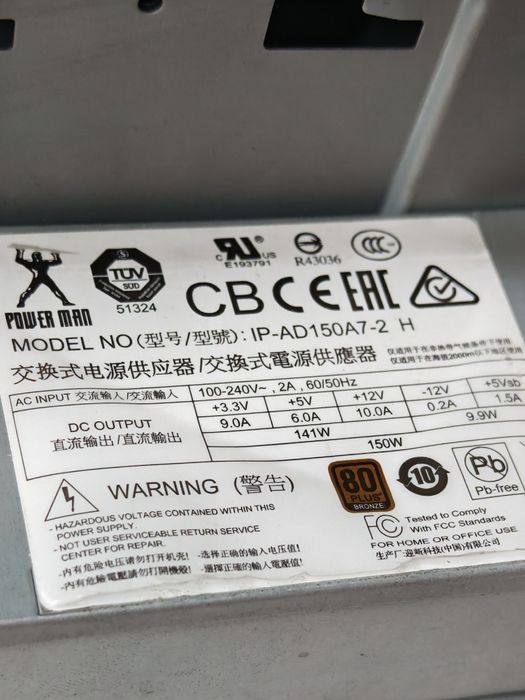 POWER MAN
TÜV
SÜD
51324
C RU US
E193791
R43036
CCC
CB CE EAC
MODEL NO(型号/型號): IP-AD150A7-2 H
交换式电源供应器/交換式電源供應器
仅适用于非热带气候条件下使用
仅适用于在海拔2000m以下地区使用
AC INPUT 交流输入/交流輸入 100-240V~, 2A, 60/50Hz
DC OUTPUT
直流输出/直流輸出
+3.3V +5V +12V -12V +5Vsb
9.0A 6.0A 10.0A 0.2A 1.5A
141W 9.9W
150W
WARNING (警告)
- HAZARDOUS VOLTAGE CONTAINED WITHIN THIS
POWER SUPPLY.
- NOT USER SERVICEABLE RETURN SERVICE
CENTER FOR REPAIR.
-内有危险电压请勿打开机壳! -选择正确的输入电压值!
-內有危險電壓請勿打開機殼! -選擇正確的輸入電壓值!
80
PLUS
BRONZE
10
Pb
Pb-free
FC Tested to Comply
With FCC Standards
FOR HOME OR OFFICE USE
生产厂:迎斯科技(中国)有限公司